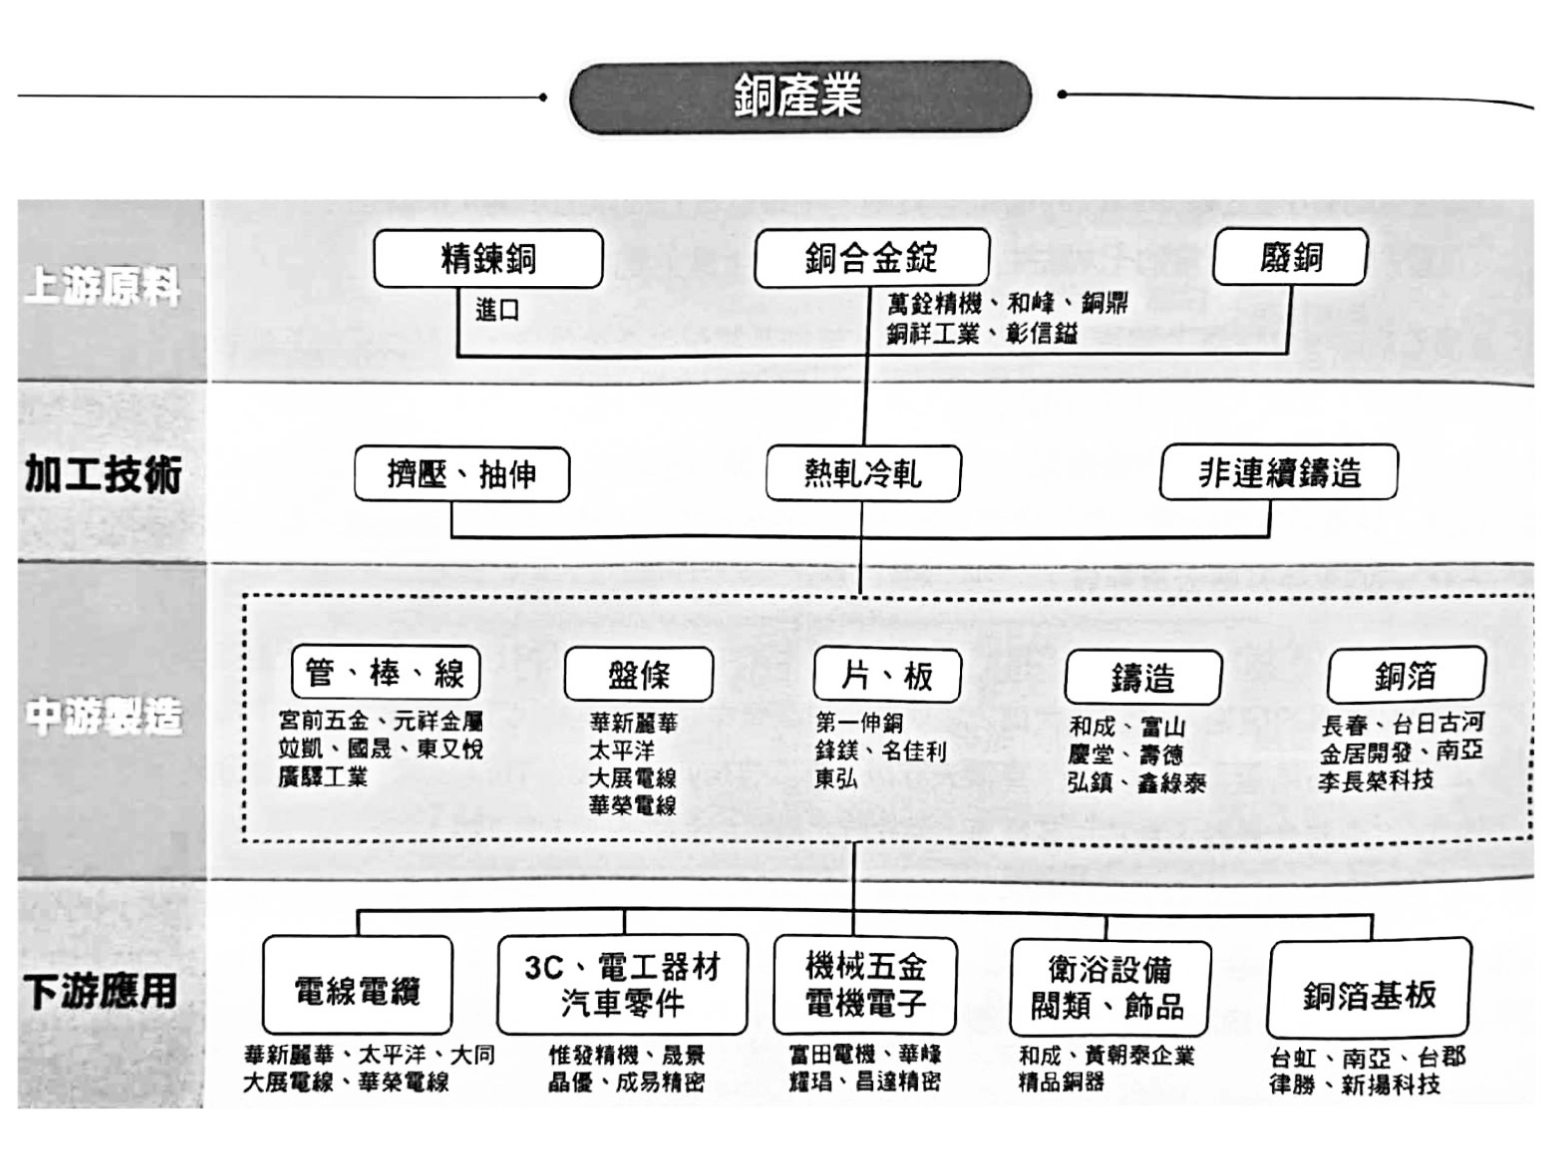 銅產業
上游原料
精鍊銅
進口
銅合金錠
萬銓精機、和峰、銅鼎
銅祥工業、彰信鎰
廢銅
加工技術
擠壓、抽伸
熱軋冷軋
非連續鑄造
中游製造
管、棒、線
宮前五金、元祥金屬
竝凱、國晟、東又悅
廣驛工業
盤條
華新麗華
太平洋
大展電線
華榮電線
片、板
第一伸銅
鋒鎂、名佳利
東弘
鑄造
和成、富山
慶堂、壽德
弘鎮、鑫綠泰
銅箔
長春、台日古河
金居開發、南亞
李長榮科技
下游應用
電線電纜
華新麗華、太平洋、大同
大展電線、華榮電線
3C、電工器材
汽車零件
惟發精機、晟景
晶優、成易精密
機械五金
電機電子
富田電機、華峰
耀琩、昌達精密
衛浴設備
閥類、飾品
和成、黃朝泰企業
精品銅器
銅箔基板
台虹、南亞、台郡
律勝、新揚科技